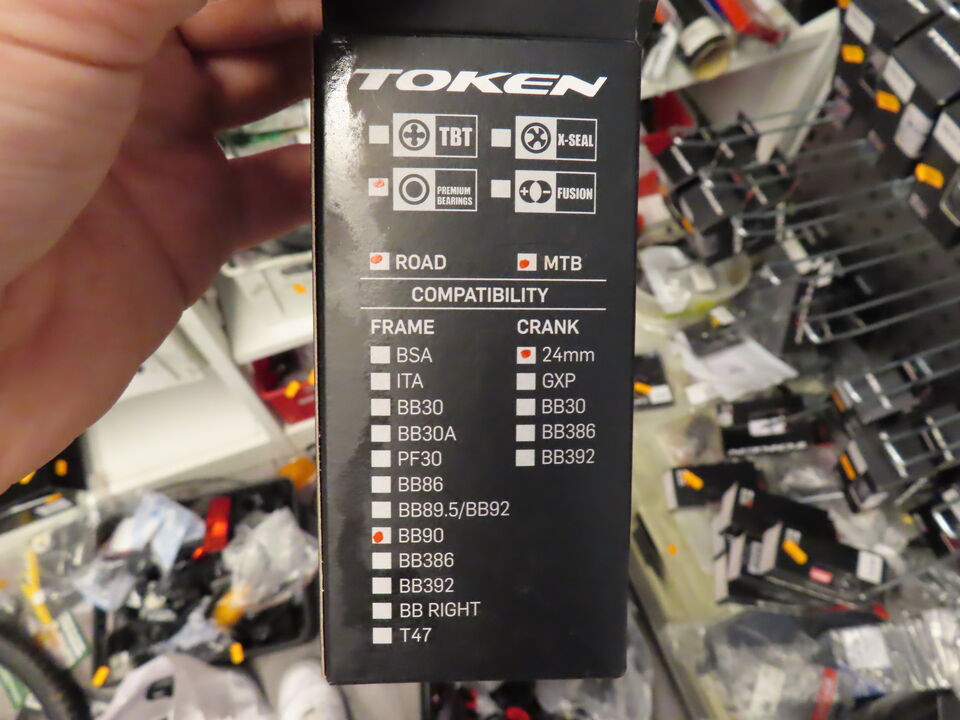 TOKEN
TBT
X-SEAL
PREMIUM
BEARINGS
FUSION
ROAD
MTB
COMPATIBILITY
FRAME
CRANK
BSA
24mm
ITA
GXP
BB30
BB30
BB30A
BB386
PF30
BB392
BB86
BB89.5/BB92
BB90
BB386
BB392
BB RIGHT
T47